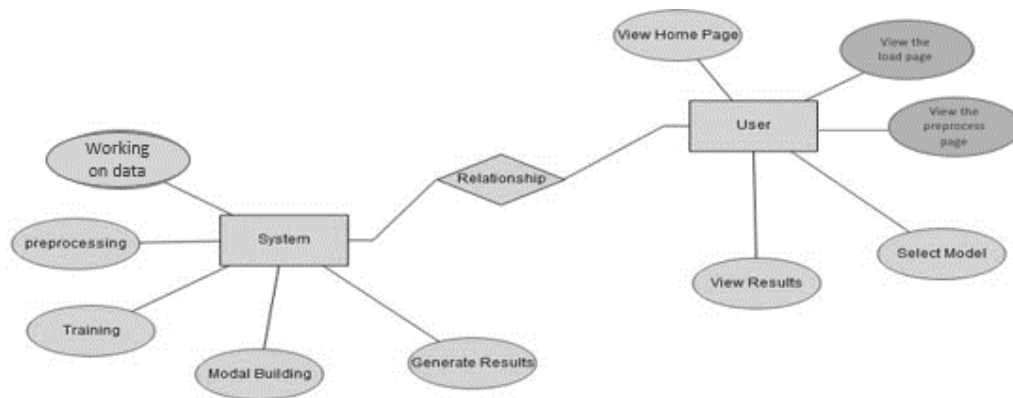 View Home Page
View the
load page
User
View the
preprocess
page
Working
on data
Relationship
System
preprocessing
Select Model
View Results
Training
Generate Results
Modal Building